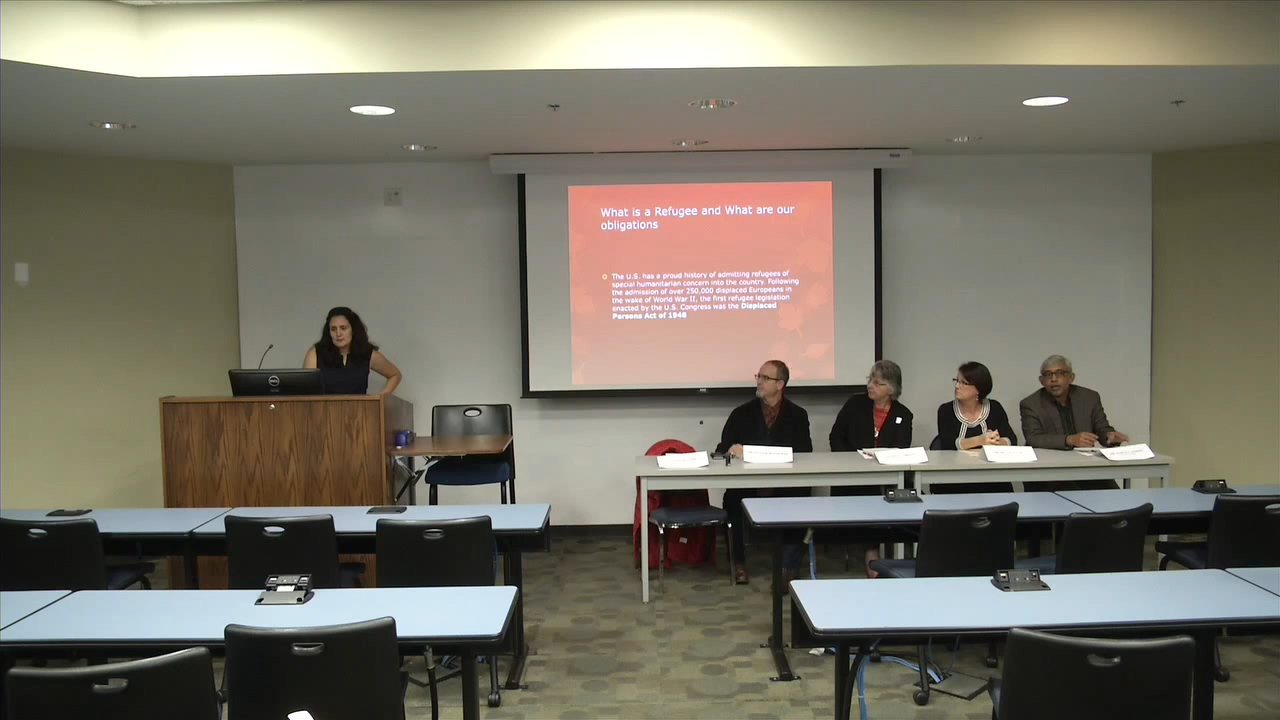 What is a Refugee and What are our
obligations
The U.S. has a proud history of admitting refugees of
special humanitarian concern into the country. Following
the admission of over 250,000 displaced Europeans in
the wake of World War II, the first refugee legislation
enacted by the U.S. Congress was the Displaced
Persons Act of 1948
DELL